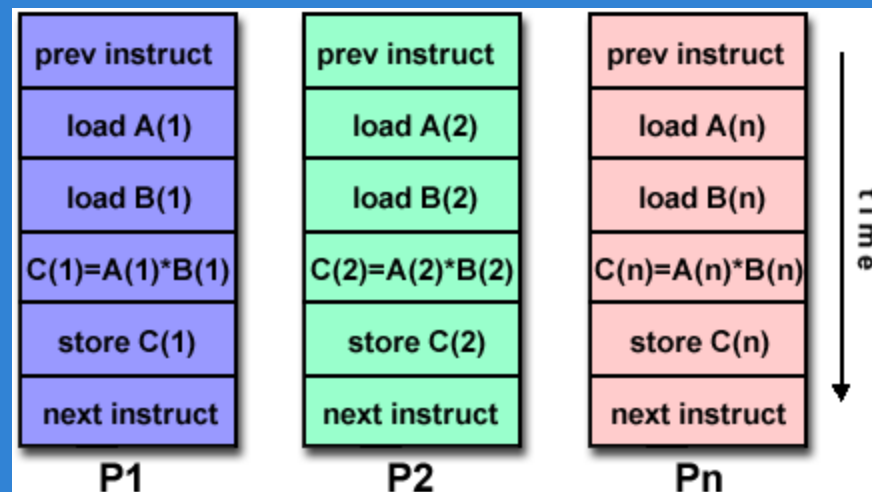 prev instruct
load A(1)
load B(1)
C(1)=A(1)*B(1)
store C(1)
next instruct
P1
prev instruct
load A(2)
load B(2)
C(2)=A(2)*B(2)
store C(2)
next instruct
P2
prev instruct
load A(n)
load B(n)
C(n)=A(n)*B(n)
store C(n)
next instruct
Pn
time